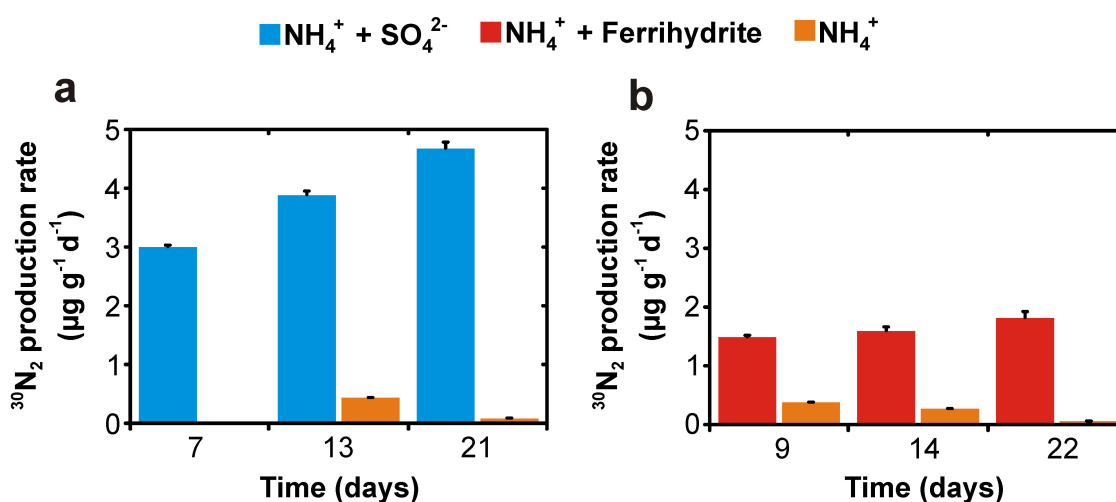 NH₄⁺ + SO₄²⁻ NH₄⁺ + Ferrihydrite NH₄⁺
a
³⁰N₂ production rate
(µg g⁻¹ d⁻¹)
5
4
3
2
1
0
7 13 21
Time (days)
b
³⁰N₂ production rate
(µg g⁻¹ d⁻¹)
5
4
3
2
1
0
9 14 22
Time (days)